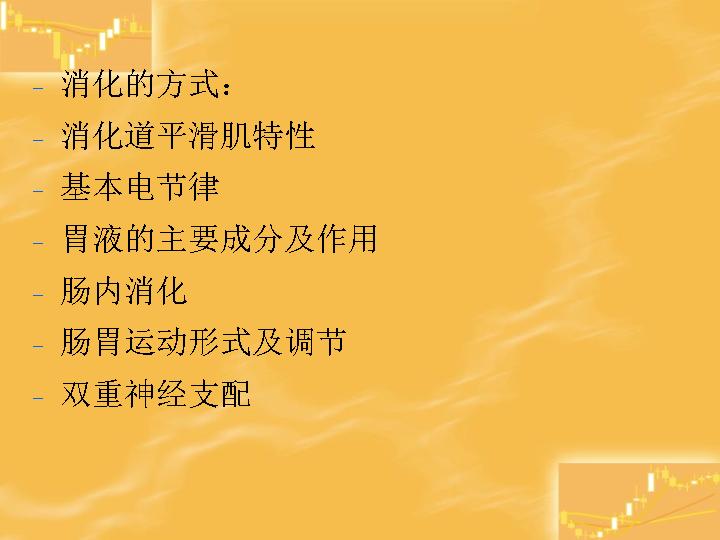 – 消化的方式：
– 消化道平滑肌特性
– 基本电节律
– 胃液的主要成分及作用
– 肠内消化
– 肠胃运动形式及调节
– 双重神经支配